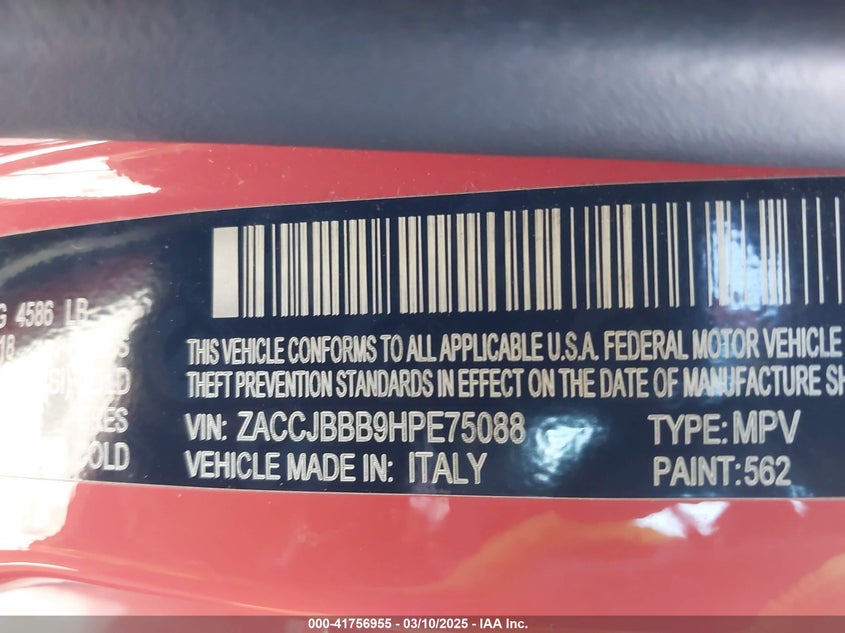 G 4586 LB
THIS VEHICLE CONFORMS TO ALL APPLICABLE U.S.A. FEDERAL MOTOR VEHICLE
THEFT PREVENTION STANDARDS IN EFFECT ON THE DATE OF MANUFACTURE SH
VIN: ZACCJBBB9HPE75088 TYPE: MPV
COLD
VEHICLE MADE IN: ITALY PAINT: 562
000-41756955 — 03/10/2025 — IAA Inc.